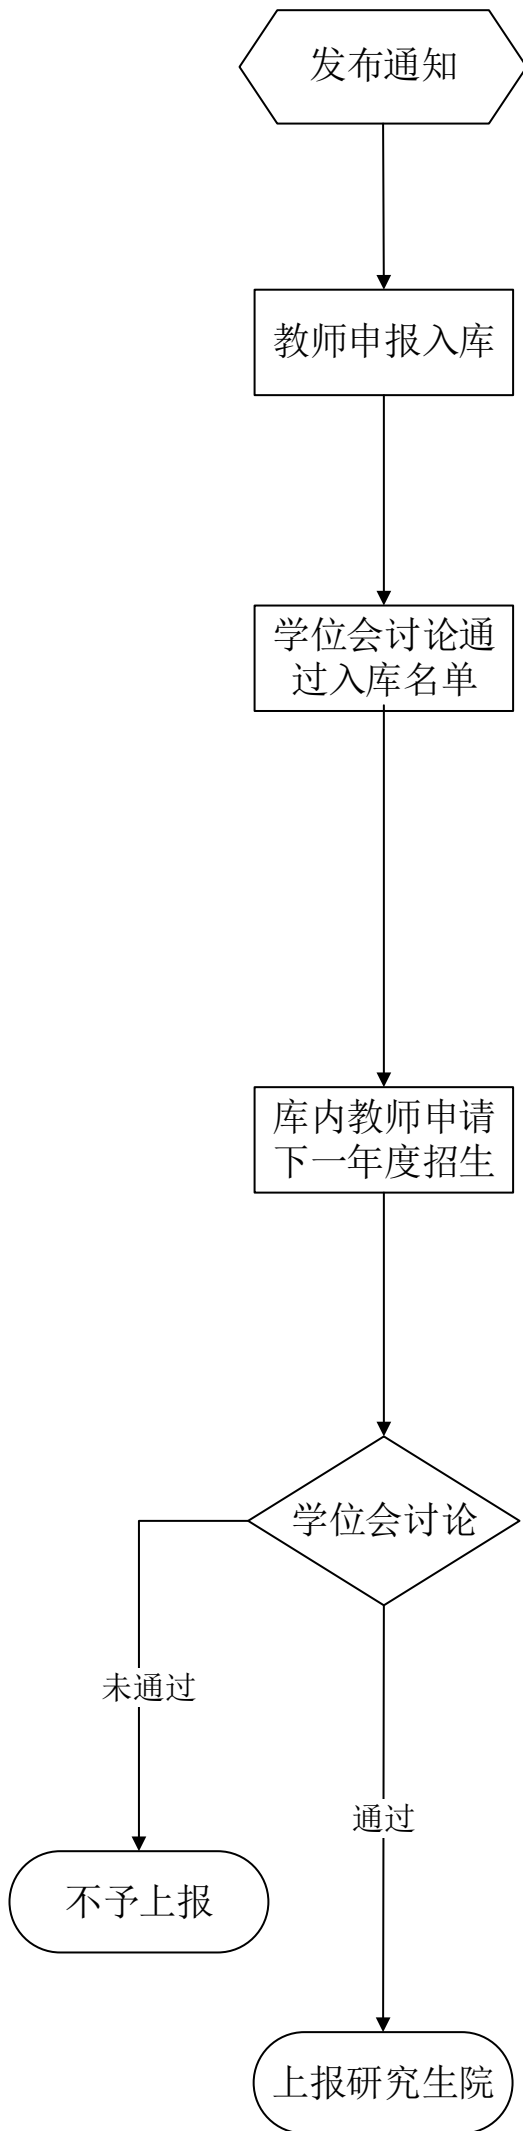 发布通知
教师申报入库
学位会讨论通
过入库名单
库内教师申请
下一年度招生
学位会讨论
未通过
通过
不予上报
上报研究生院